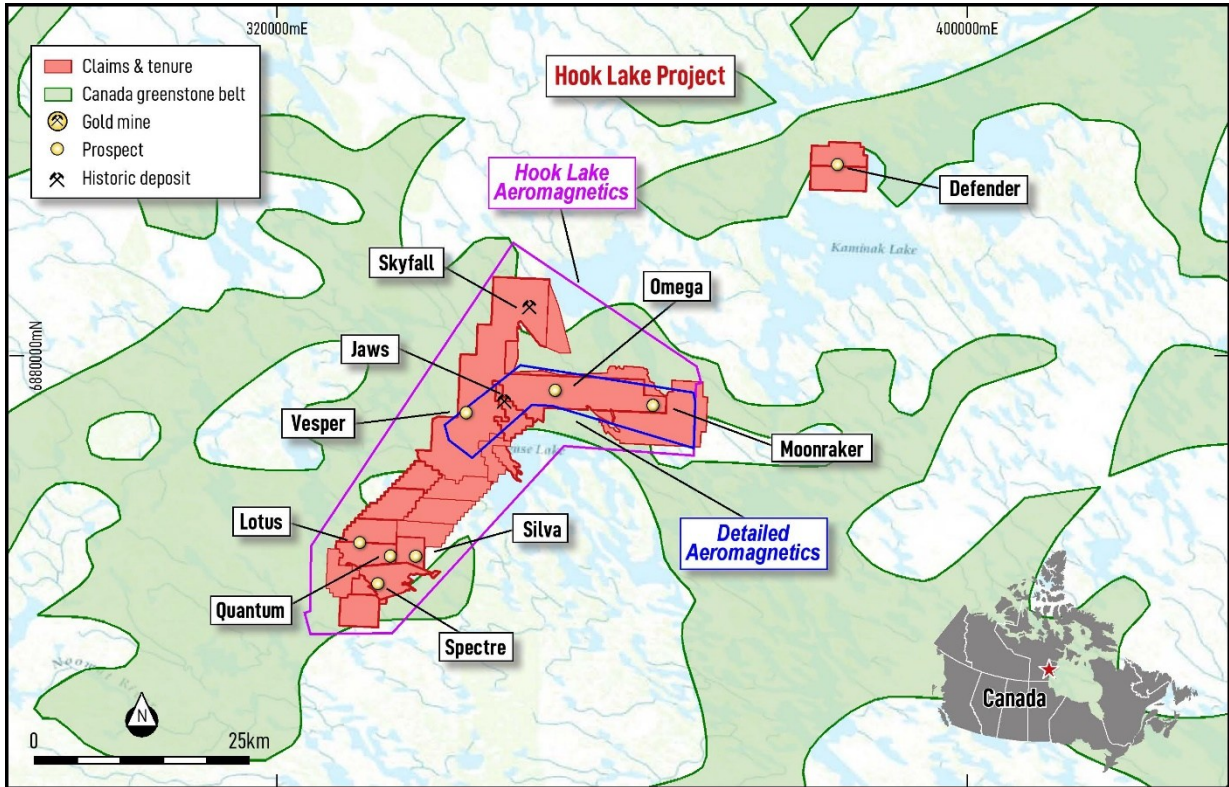 320000mE
400000mE
Claims & tenure
Canada greenstone belt
Gold mine
Prospect
Historic deposit
Hook Lake Project
Hook Lake
Aeromagnetics
Defender
Kaminak Lake
Skyfall
Omega
6880000mN
Jaws
Vesper
Moonraker
Lake
Lotus
Silva
Detailed
Aeromagnetics
Quantum
Spectre
N
0
25km
Canada